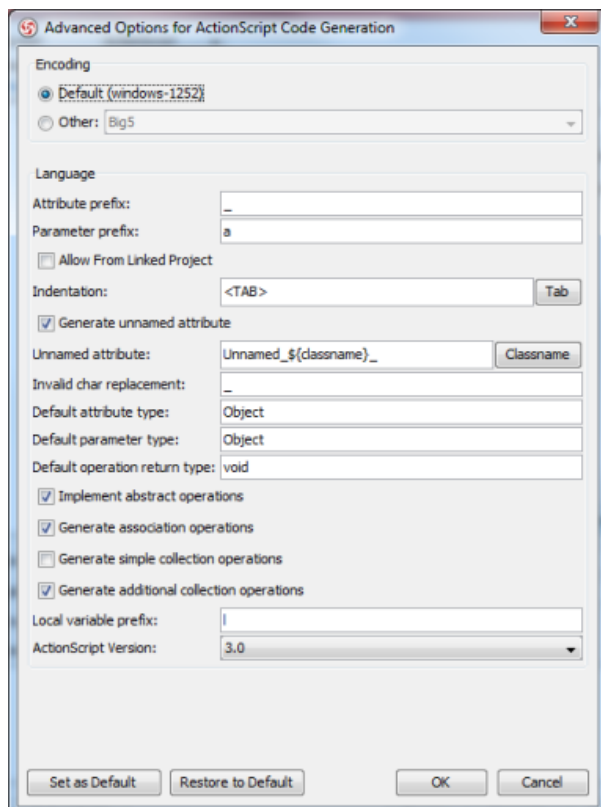 Advanced Options for ActionScript Code Generation
Encoding
Default (windows-1252)
Other: Big5
Language
Attribute prefix: _
Parameter prefix: a
Allow From Linked Project
Indentation: <TAB> Tab
Generate unnamed attribute
Unnamed attribute: Unnamed_${classname}_ Classname
Invalid char replacement: _
Default attribute type: Object
Default parameter type: Object
Default operation return type: void
Implement abstract operations
Generate association operations
Generate simple collection operations
Generate additional collection operations
Local variable prefix: l
ActionScript Version: 3.0
Set as Default Restore to Default OK Cancel